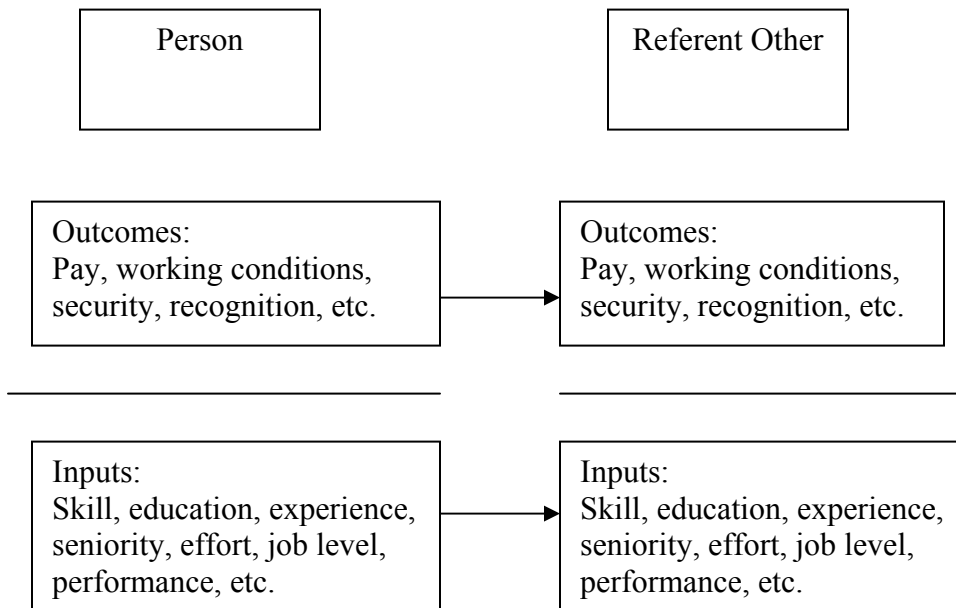 Person
Referent Other
Outcomes:
Pay, working conditions,
security, recognition, etc.
Outcomes:
Pay, working conditions,
security, recognition, etc.
Inputs:
Skill, education, experience,
seniority, effort, job level,
performance, etc.
Inputs:
Skill, education, experience,
seniority, effort, job level,
performance, etc.